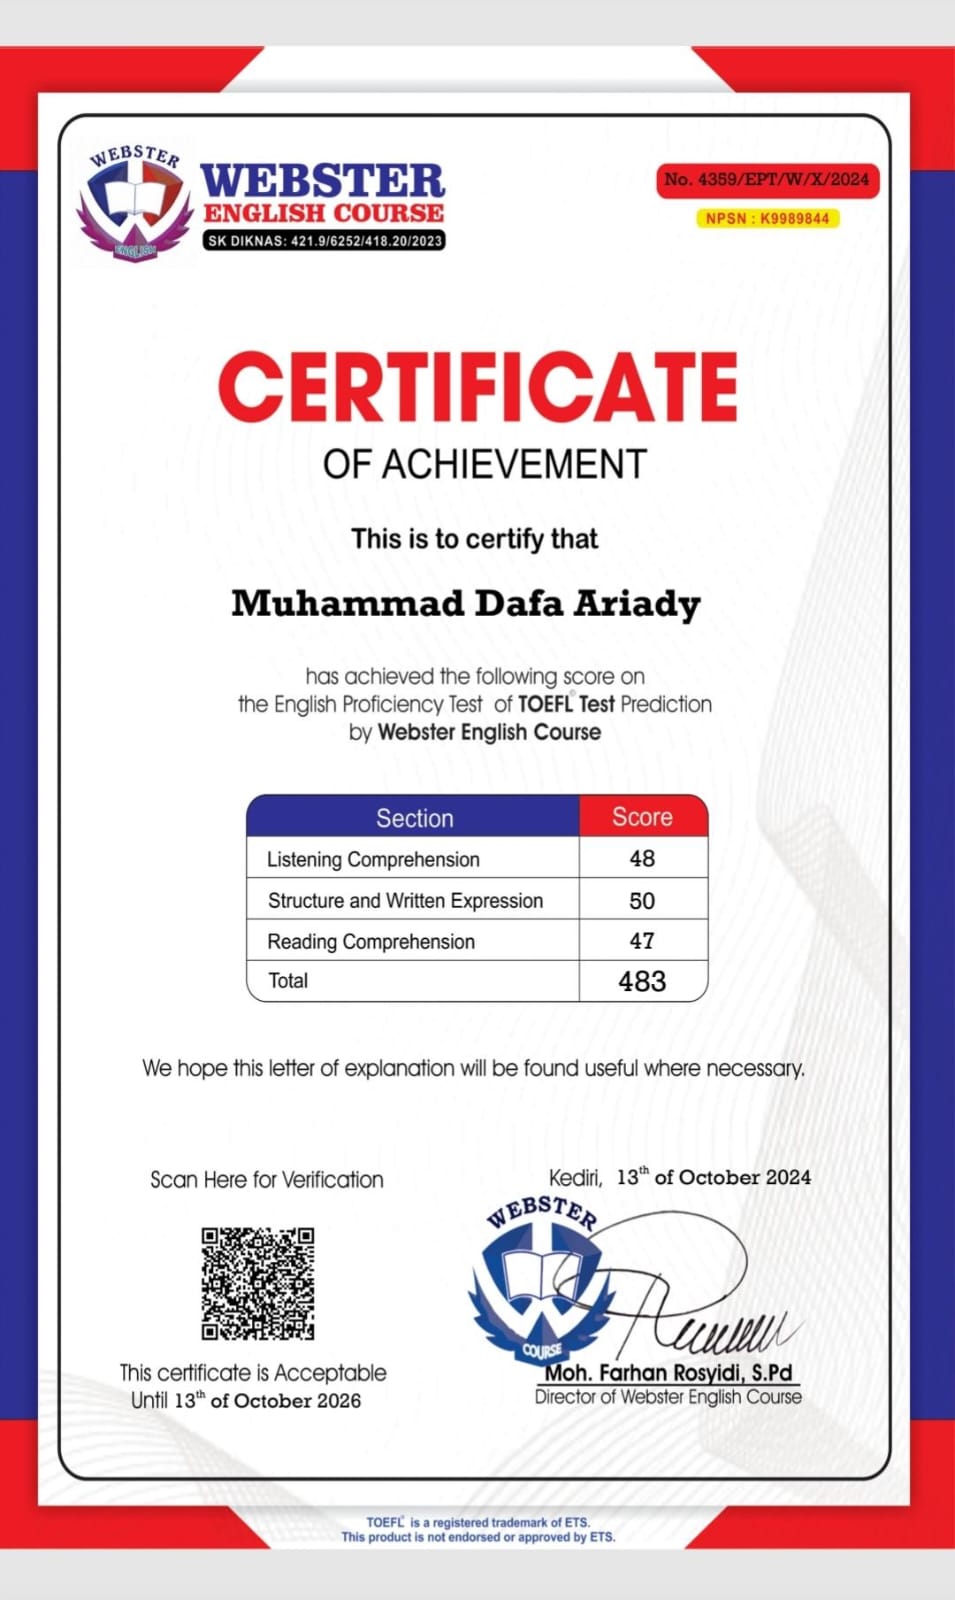 WEBSTER
ENGLISH
WEBSTER
ENGLISH COURSE
SK DIKNAS: 421.9/6252/418.20/2023
No. 4359/EPT/W/X/2024
NPSN : K9989844
CERTIFICATE
OF ACHIEVEMENT
This is to certify that
Muhammad Dafa Ariady
has achieved the following score on
the English Proficiency Test of TOEFL® Test Prediction
by Webster English Course
Section Score
Listening Comprehension 48
Structure and Written Expression 50
Reading Comprehension 47
Total 483
We hope this letter of explanation will be found useful where necessary.
Scan Here for Verification
Kediri, 13th of October 2024
WEBSTER
COURSE
Moh. Farhan Rosyidi, S.Pd
Director of Webster English Course
This certificate is Acceptable
Until 13th of October 2026
TOEFL® is a registered trademark of ETS.
This product is not endorsed or approved by ETS.